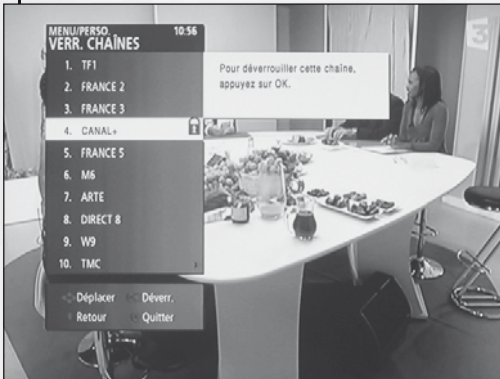 MENU/PERSO. 10:56
VERR. CHAÎNES
1. TF1
2. FRANCE 2
3. FRANCE 3
4. CANAL+
5. FRANCE 5
6. M6
7. ARTE
8. DIRECT 8
9. W9
10. TMC
Pour déverrouiller cette chaîne,
appuyez sur OK.
Déplacer Déverr.
Retour Quitter
3